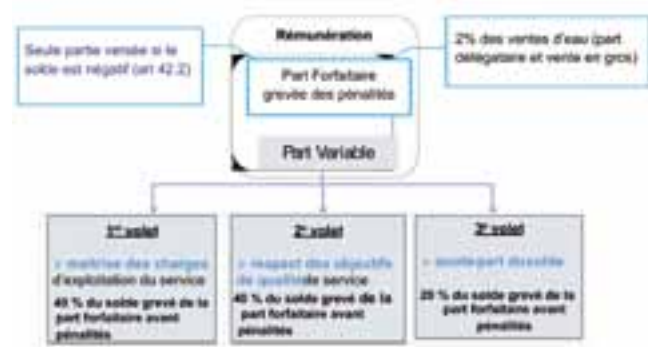 Rémunération
Seule partie versée si le
solde est négatif (art 42.2)
2% des ventes d'eau (part
délégataire et vente en gros)
Part Forfaitaire
grevée des pénalités
Part Variable
1er volet
> maîtrise des charges
d'exploitation du service
40 % du solde grevé de la
part forfaitaire avant
pénalités
2e volet
> respect des objectifs
de qualité de service
40 % du solde grevé de la
part forfaitaire avant
pénalités
3e volet
20 % du solde grevé de la
part forfaitaire avant
pénalités